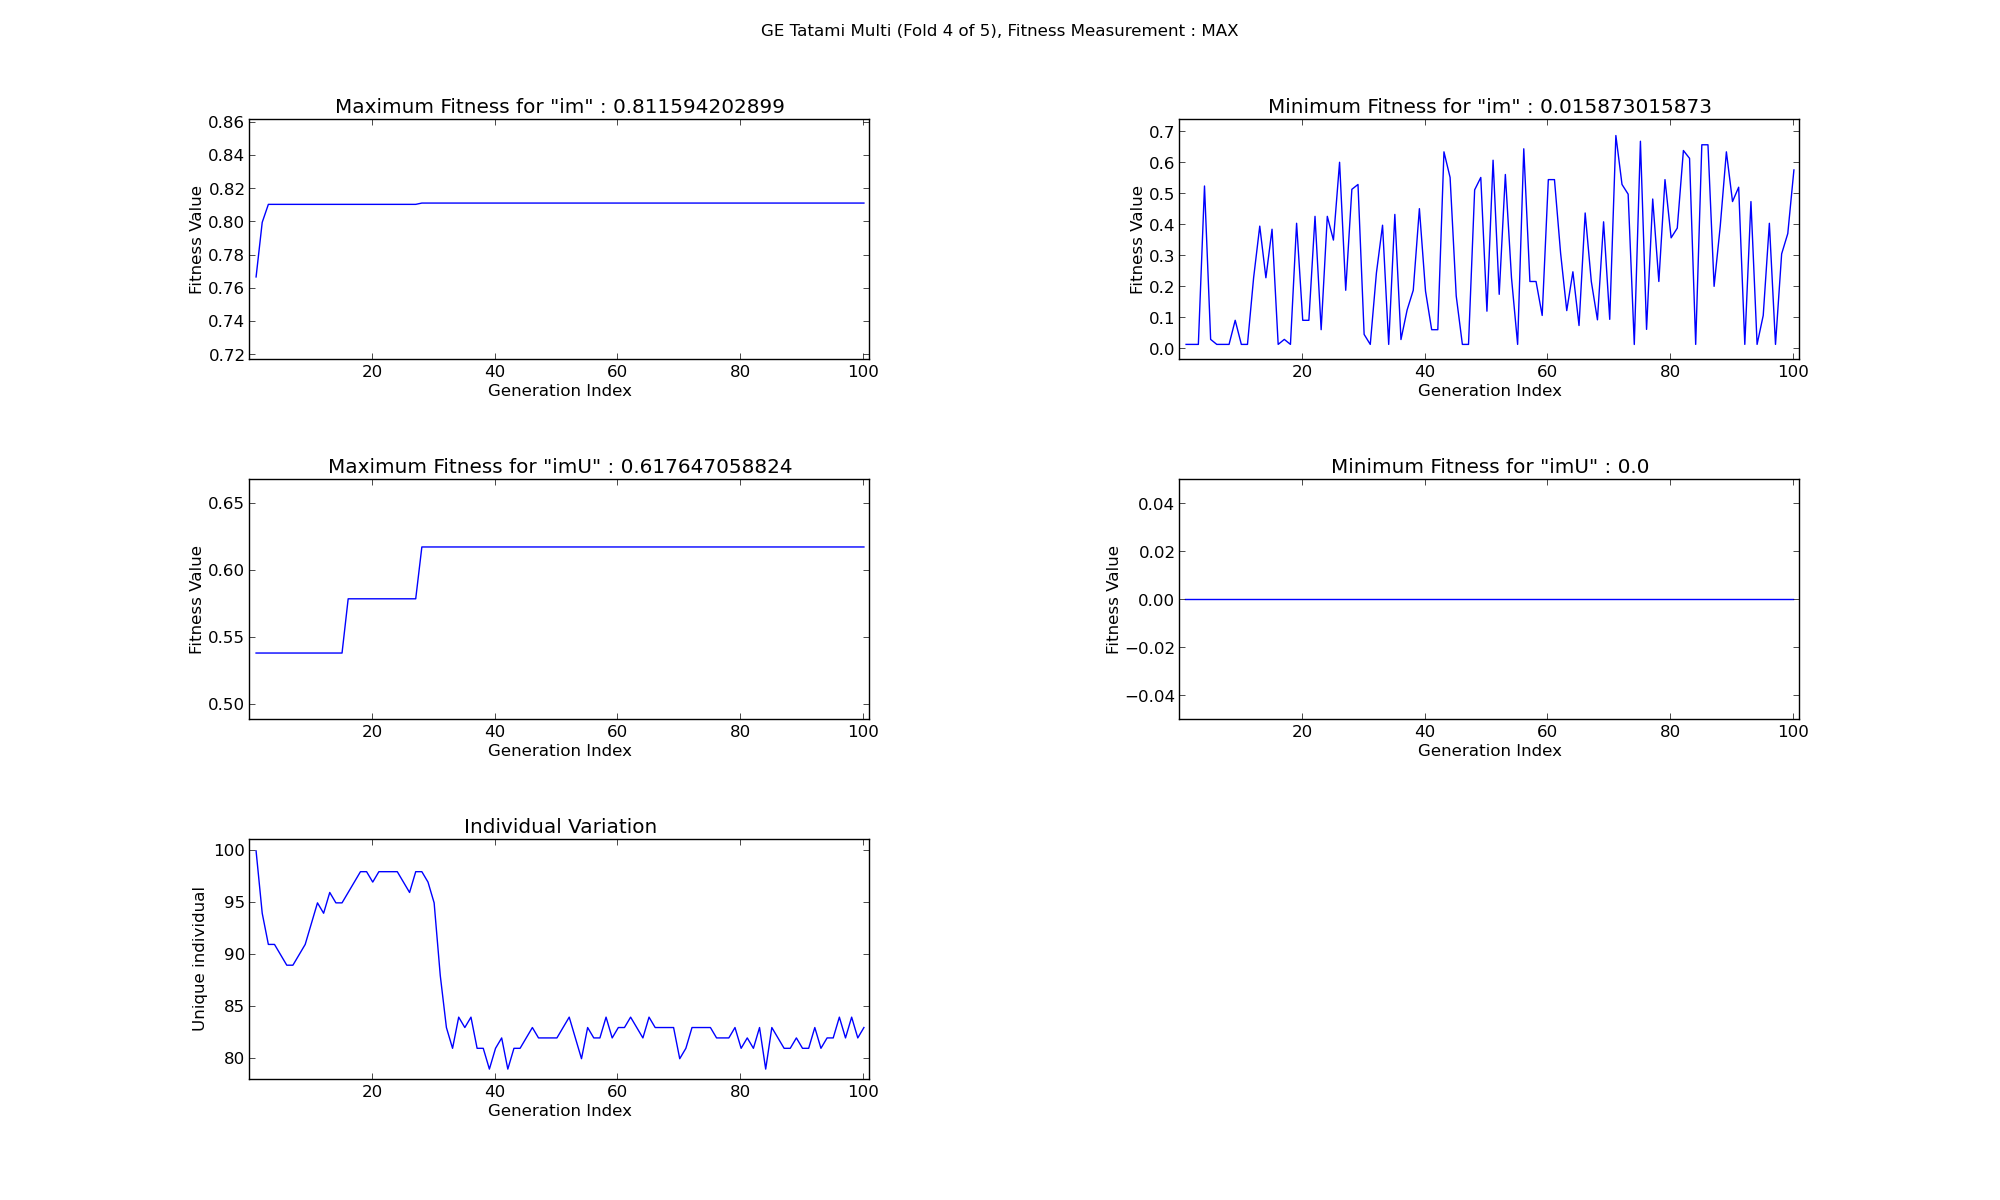 GE Tatami Multi (Fold 4 of 5), Fitness Measurement : MAX
Maximum Fitness for "im" : 0.811594202899
0.86
0.84
0.82
0.80
0.78
0.76
0.74
0.72
Fitness Value
20 40 60 80 100
Generation Index
Minimum Fitness for "im" : 0.015873015873
0.7
0.6
0.5
0.4
0.3
0.2
0.1
0.0
Fitness Value
20 40 60 80 100
Generation Index
Maximum Fitness for "imU" : 0.617647058824
0.65
0.60
0.55
0.50
Fitness Value
20 40 60 80 100
Generation Index
Minimum Fitness for "imU" : 0.0
0.04
0.02
0.00
−0.02
−0.04
Fitness Value
20 40 60 80 100
Generation Index
Individual Variation
100
95
90
85
80
Unique individual
20 40 60 80 100
Generation Index